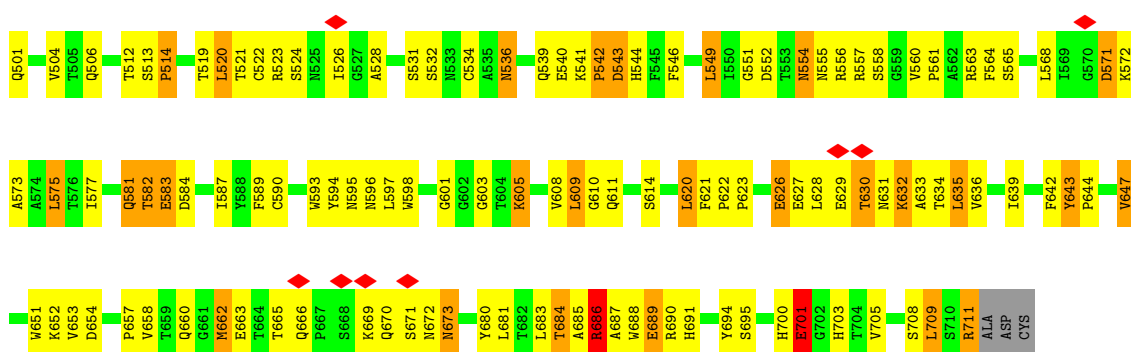 Q501 V504 T505 Q506 T512 S513 P514 T519 L520 T521 C522 R523 S524 N525 I526 G527 A528 S531 S532 N533 C534 A535 N536 Q539 E540 K541 P542 D543 H544 F545 F546 L549 I550 G551 D552 T553 N554 N555 R556 R557 S558 G559 V560 P561 A562 R563 F564 S565 L568 I569 G570 D571 K572
A573 A574 L575 T576 I577 Q581 T582 E583 D584 I587 Y588 F589 C590 W593 Y594 N595 N596 L597 W598 G601 G602 G603 T604 K605 V608 L609 G610 Q611 S614 L620 F621 P622 P623 E626 E627 L628 E629 T630 N631 K632 A633 T634 L635 V636 I639 F642 Y643 P644 V647
W651 K652 V653 D654 P657 V658 T659 Q660 G661 M662 E663 T664 T665 Q666 P667 S668 K669 Q670 S671 N672 N673 Y680 L681 T682 L683 T684 A685 R686 A687 W688 E689 R690 H691 Y694 S695 H700 E701 G702 H703 T704 V705 S708 L709 S710 R711 ALA ASP CYS